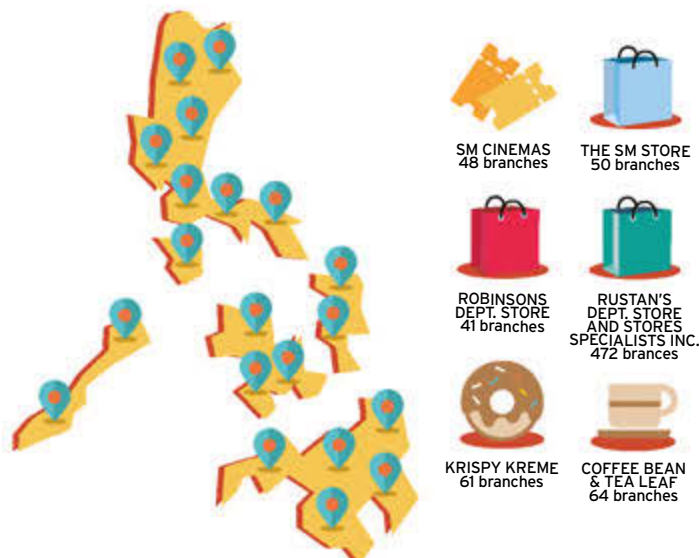 SM CINEMAS
48 branches
THE SM STORE
50 branches
ROBINSONS
DEPT. STORE
41 branches
RUSTAN'S
DEPT. STORE
AND STORES
SPECIALISTS INC.
472 brances
KRISPY KREME
61 branches
COFFEE BEAN
& TEA LEAF
64 branches